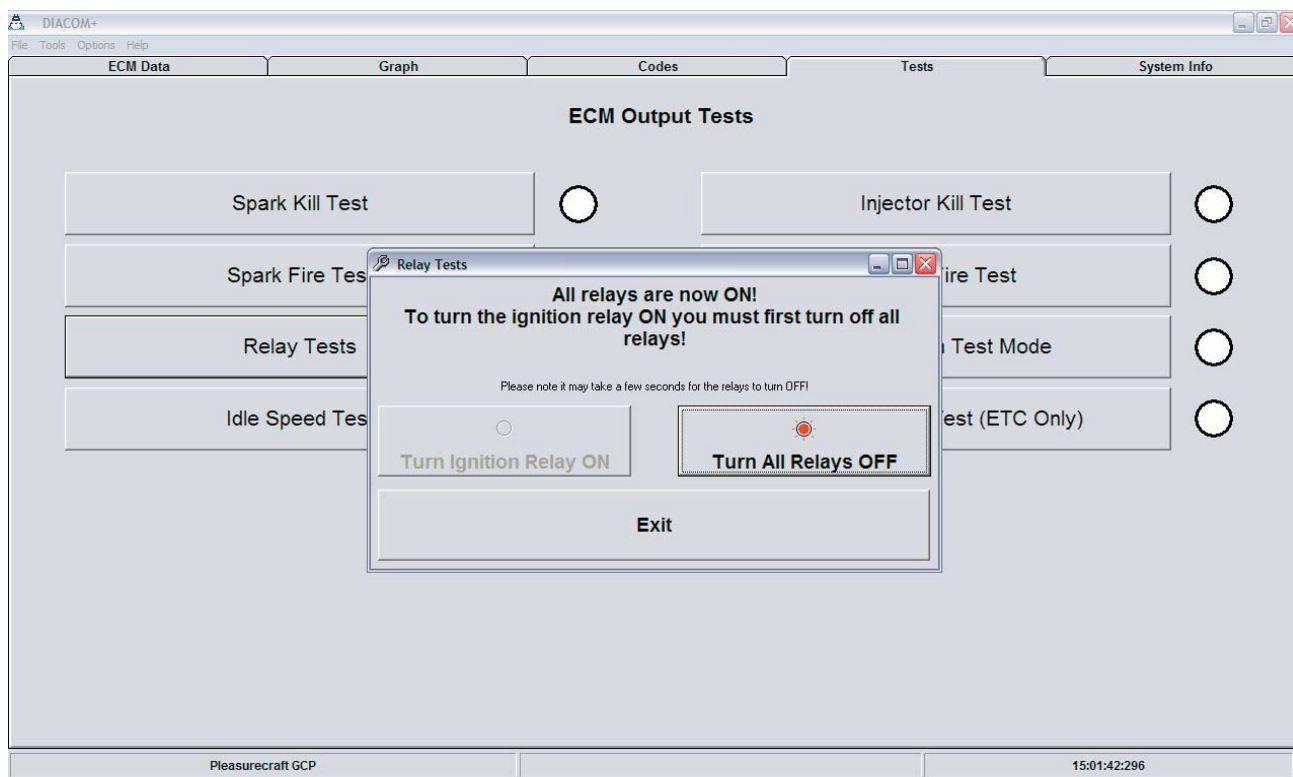 DIACOM+
File Tools Options Help
ECM Data Graph Codes Tests System Info
ECM Output Tests
Spark Kill Test Injector Kill Test
Spark Fire Tes
Relay Tests
All relays are now ON!
To turn the ignition relay ON you must first turn off all
relays!
Please note it may take a few seconds for the relays to turn OFF!
Turn Ignition Relay ON Turn All Relays OFF
Exit
ire Test
Relay Tests
Test Mode
Idle Speed Tes
est (ETC Only)
Pleasurecraft GCP 15:01:42:296